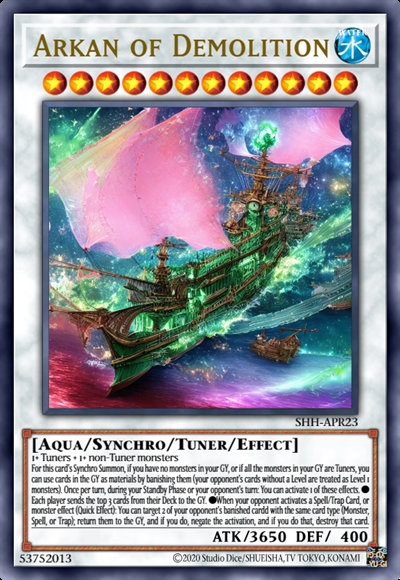 ARKAN OF DEMOLITION
WATER
水
SHH-APR23
[AQUA/SYNCHRO/TUNER/EFFECT]
1+ Tuners + 1+ non-Tuner monsters
For this card's Synchro Summon, if you have no monsters in your GY, or if all the monsters in your GY are Tuners, you
can use cards in the GY as materials by banishing them (your opponent's cards without a Level are treated as Level 1
monsters). Once per turn, during your Standby Phase or your opponent's turn: You can activate 1 of these effects. ●
Each player sends the top 3 cards from their Deck to the GY. ●When your opponent activates a Spell/Trap Card, or
monster effect (Quick Effect): You can target 2 of your opponent's banished cardd with the same card type (Monster,
Spell, or Trap); return them to the GY, and if you do, negate the activation, and if you do that, destroy that card.
ATK/3650 DEF/ 400
53752013
©2020 Studio Dice/SHUEISHA,TV TOKYO,KONAMI